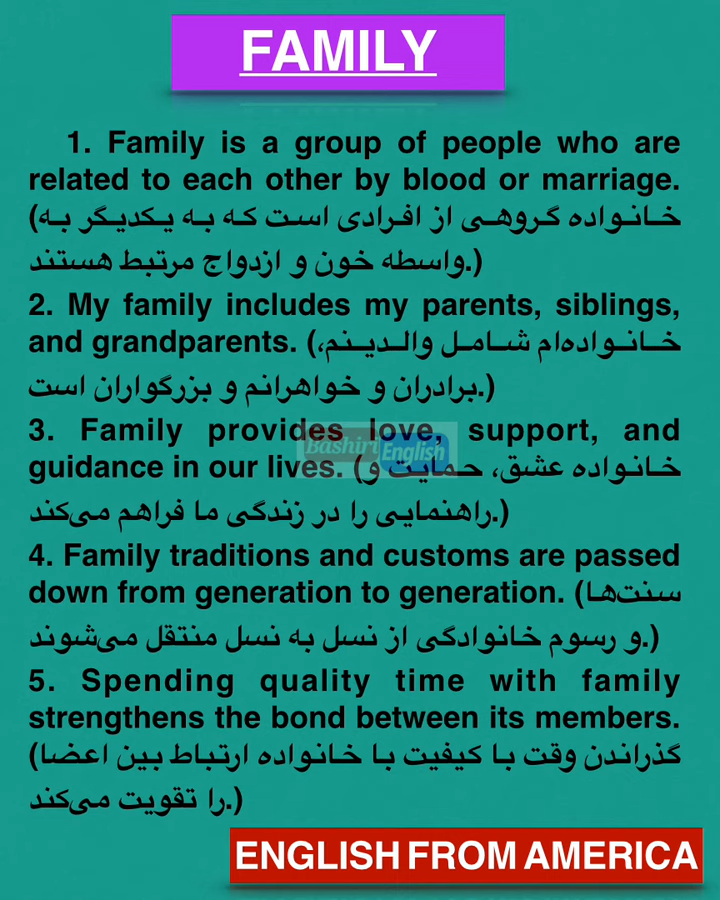 FAMILY
1. Family is a group of people who are
related to each other by blood or marriage.
(خانواده گروهی از افرادی است که به یکدیگر به
واسطه خون و ازدواج مرتبط هستند.)
2. My family includes my parents, siblings,
and grandparents. (خانواده‌ام شامل والدینم،
برادران و خواهرانم و بزرگواران است.)
3. Family provides love, support, and
guidance in our lives. (خانواده عشق، حمایت و
راهنمایی را در زندگی ما فراهم می‌کند.)
4. Family traditions and customs are passed
down from generation to generation. (سنت‌ها
و رسوم خانوادگی از نسل به نسل منتقل می‌شوند.)
5. Spending quality time with family
strengthens the bond between its members.
(گذراندن وقت با کیفیت با خانواده ارتباط بین اعضا
را تقویت می‌کند.)
Bashiri English
ENGLISH FROM AMERICA